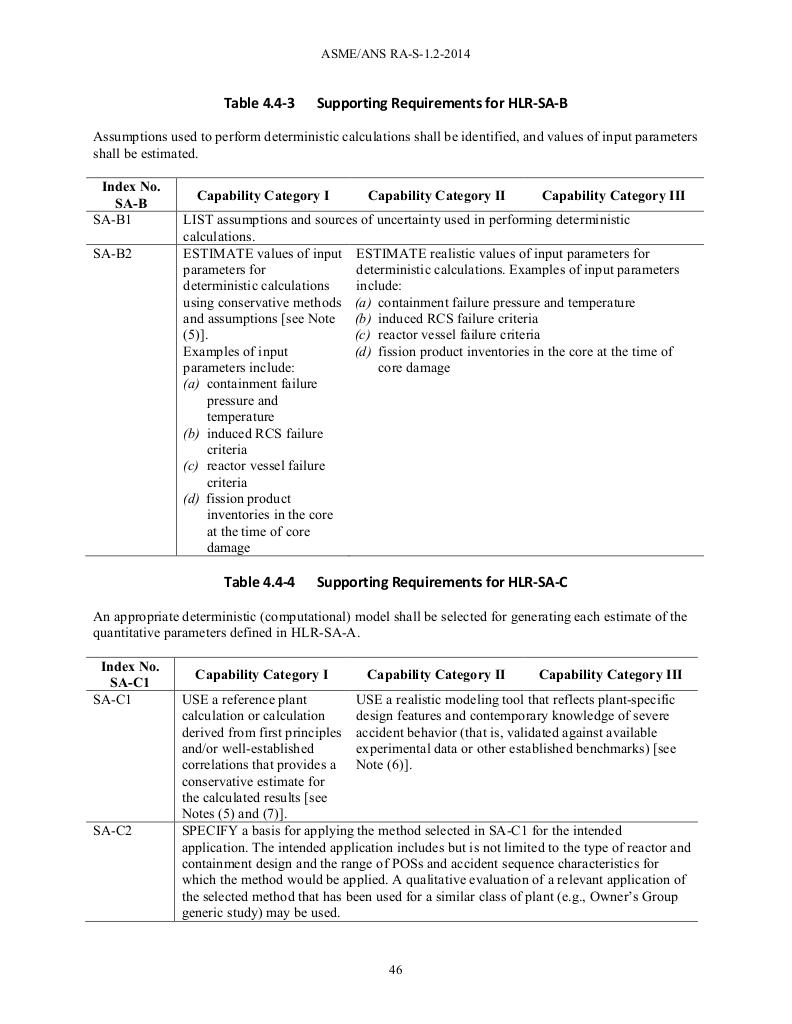 ASME/ANS RA-S-1.2-2014
Table 4.4-3 Supporting Requirements for HLR-SA-B
Assumptions used to perform deterministic calculations shall be identified, and values of input parameters
shall be estimated.
Index No.
SA-B
Capability Category I
Capability Category II
Capability Category III
SA-B1
LIST assumptions and sources of uncertainty used in performing deterministic
calculations.
SA-B2
ESTIMATE values of input
parameters for
deterministic calculations
using conservative methods
and assumptions [see Note
(5)].
Examples of input
parameters include:
(a) containment failure
pressure and
temperature
(b) induced RCS failure
criteria
(c) reactor vessel failure
criteria
(d) fission product
inventories in the core
at the time of core
damage
ESTIMATE realistic values of input parameters for
deterministic calculations. Examples of input parameters
include:
(a) containment failure pressure and temperature
(b) induced RCS failure criteria
(c) reactor vessel failure criteria
(d) fission product inventories in the core at the time of
core damage
Table 4.4-4 Supporting Requirements for HLR-SA-C
An appropriate deterministic (computational) model shall be selected for generating each estimate of the
quantitative parameters defined in HLR-SA-A.
Index No.
SA-C1
Capability Category I
Capability Category II
Capability Category III
SA-C1
USE a reference plant
calculation or calculation
derived from first principles
and/or well-established
correlations that provides a
conservative estimate for
the calculated results [see
Notes (5) and (7)].
USE a realistic modeling tool that reflects plant-specific
design features and contemporary knowledge of severe
accident behavior (that is, validated against available
experimental data or other established benchmarks) [see
Note (6)].
SA-C2
SPECIFY a basis for applying the method selected in SA-C1 for the intended
application. The intended application includes but is not limited to the type of reactor and
containment design and the range of POSs and accident sequence characteristics for
which the method would be applied. A qualitative evaluation of a relevant application of
the selected method that has been used for a similar class of plant (e.g., Owner's Group
generic study) may be used.
46